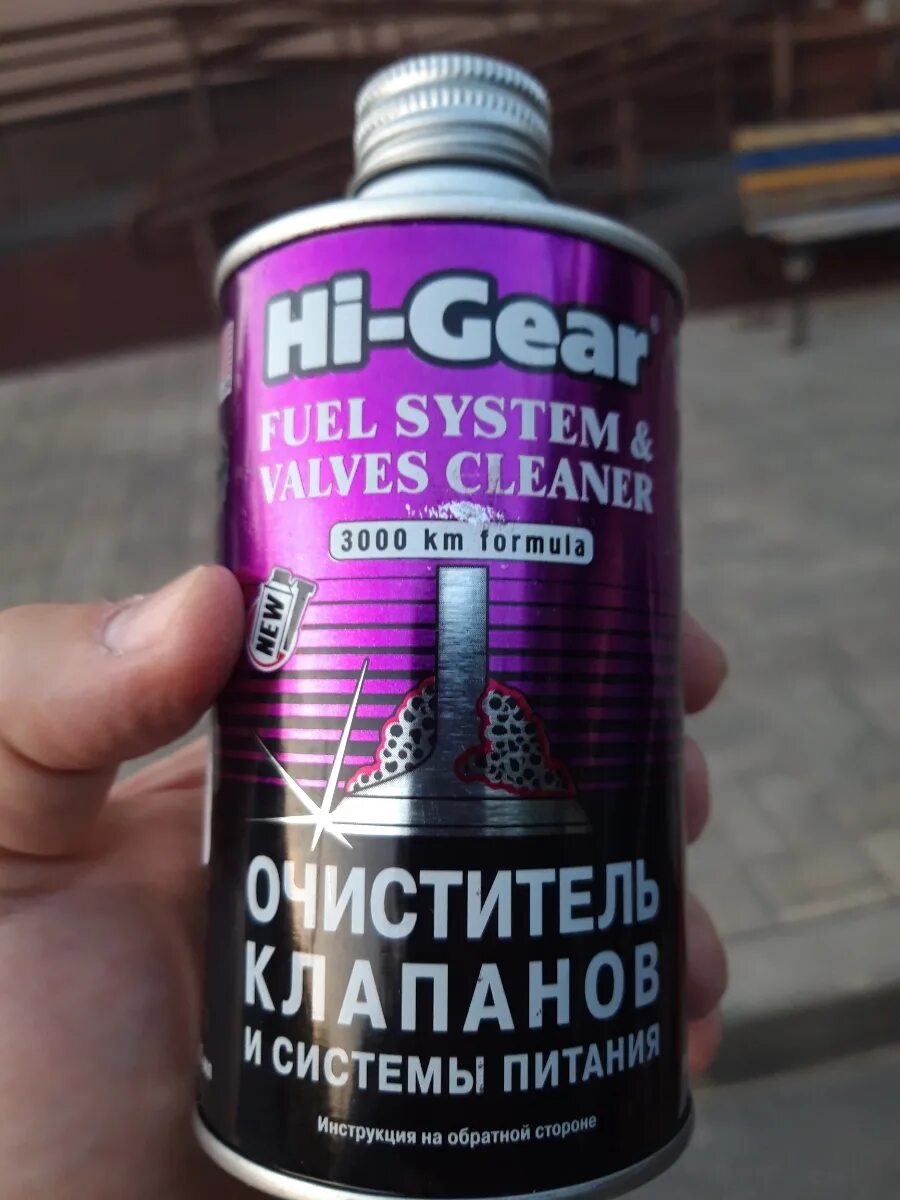 Hi-Gear®
FUEL SYSTEM &
VALVES CLEANER
3000 km formula
NEW
ОЧИСТИТЕЛЬ
КЛАПАНОВ
И СИСТЕМЫ ПИТАНИЯ
Инструкция на обратной стороне